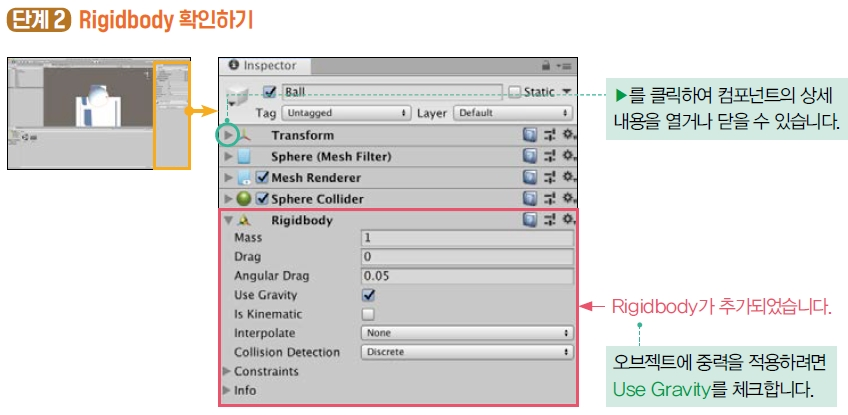 단계 2 Rigidbody 확인하기
Inspector
Ball
Static
Tag Untagged Layer Default
Transform
Sphere (Mesh Filter)
Mesh Renderer
Sphere Collider
Rigidbody
Mass 1
Drag 0
Angular Drag 0.05
Use Gravity
Is Kinematic
Interpolate None
Collision Detection Discrete
Constraints
Info
▶를 클릭하여 컴포넌트의 상세
내용을 열거나 닫을 수 있습니다.
Rigidbody가 추가되었습니다.
오브젝트에 중력을 적용하려면
Use Gravity를 체크합니다.